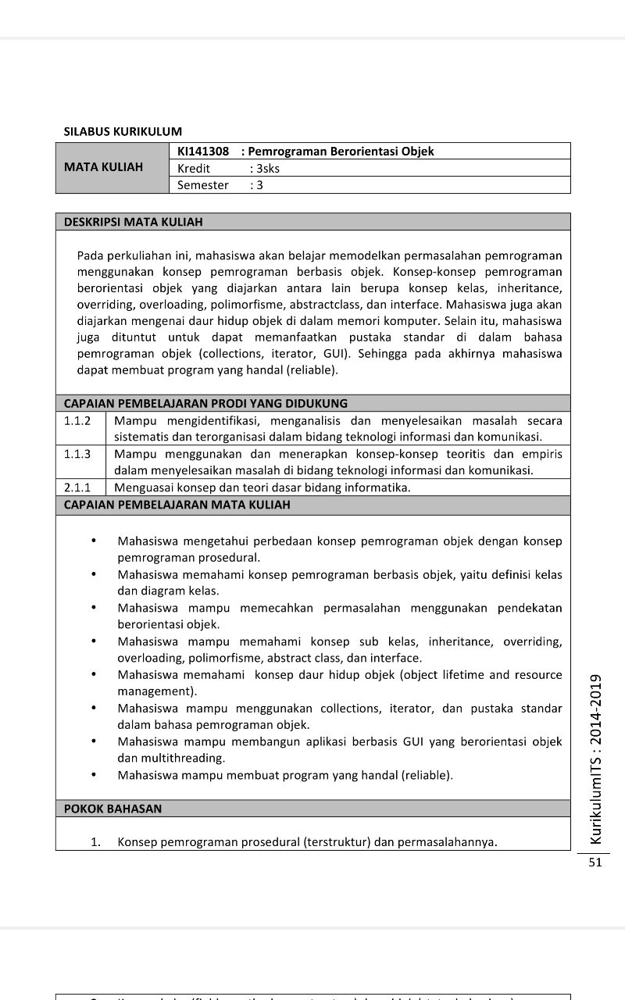 SILABUS KURIKULUM
MATA KULIAH
KI141308 : Pemrograman Berorientasi Objek
Kredit : 3sks
Semester : 3
DESKRIPSI MATA KULIAH
Pada perkuliahan ini, mahasiswa akan belajar memodelkan permasalahan pemrograman
menggunakan konsep pemrograman berbasis objek. Konsep-konsep pemrograman
berorientasi objek yang diajarkan antara lain berupa konsep kelas, inheritance,
overriding, overloading, polimorfisme, abstractclass, dan interface. Mahasiswa juga akan
diajarkan mengenai daur hidup objek di dalam memori komputer. Selain itu, mahasiswa
juga dituntut untuk dapat memanfaatkan pustaka standar di dalam bahasa
pemrograman objek (collections, iterator, GUI). Sehingga pada akhirnya mahasiswa
dapat membuat program yang handal (reliable).
CAPAIAN PEMBELAJARAN PRODI YANG DIDUKUNG
1.1.2 Mampu mengidentifikasi, menganalisis dan menyelesaikan masalah secara
sistematis dan terorganisasi dalam bidang teknologi informasi dan komunikasi.
1.1.3 Mampu menggunakan dan menerapkan konsep-konsep teoritis dan empiris
dalam menyelesaikan masalah di bidang teknologi informasi dan komunikasi.
2.1.1 Menguasai konsep dan teori dasar bidang informatika.
CAPAIAN PEMBELAJARAN MATA KULIAH
• Mahasiswa mengetahui perbedaan konsep pemrograman objek dengan konsep
pemrograman prosedural.
• Mahasiswa memahami konsep pemrograman berbasis objek, yaitu definisi kelas
dan diagram kelas.
• Mahasiswa mampu memecahkan permasalahan menggunakan pendekatan
berorientasi objek.
• Mahasiswa mampu memahami konsep sub kelas, inheritance, overriding,
overloading, polimorfisme, abstract class, dan interface.
• Mahasiswa memahami konsep daur hidup objek (object lifetime and resource
management).
• Mahasiswa mampu menggunakan collections, iterator, dan pustaka standar
dalam bahasa pemrograman objek.
• Mahasiswa mampu membangun aplikasi berbasis GUI yang berorientasi objek
dan multithreading.
• Mahasiswa mampu membuat program yang handal (reliable).
POKOK BAHASAN
1. Konsep pemrograman prosedural (terstruktur) dan permasalahannya.
KurikulumITS : 2014-2019
51